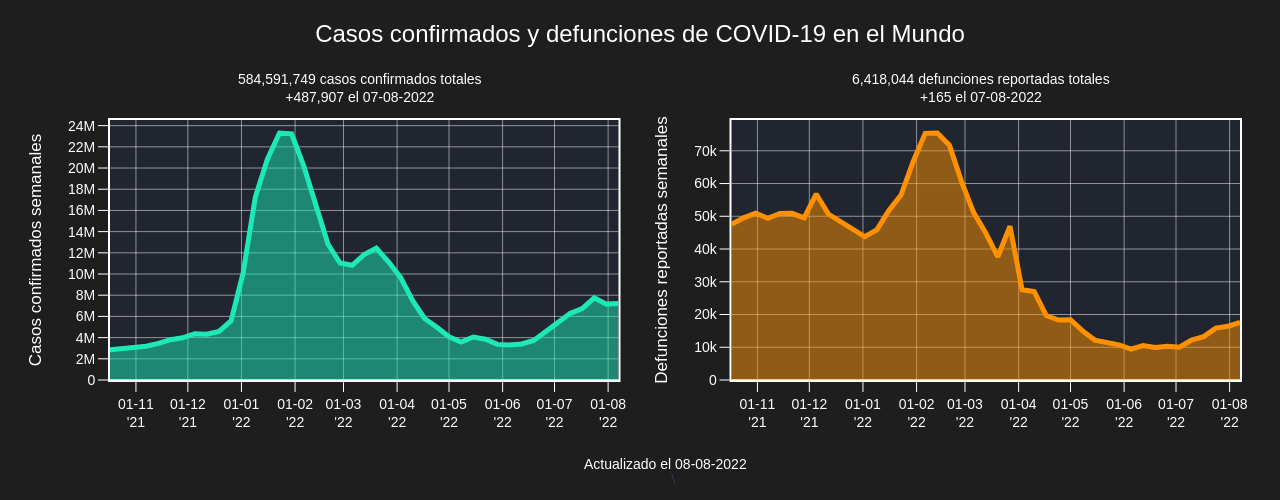 Casos confirmados y defunciones de COVID-19 en el Mundo
584,591,749 casos confirmados totales
+487,907 el 07-08-2022
Casos confirmados semanales
24M
22M
20M
18M
16M
14M
12M
10M
8M
6M
4M
2M
0
01-11 01-12 01-01 01-02 01-03 01-04 01-05 01-06 01-07 01-08
'21 '21 '22 '22 '22 '22 '22 '22 '22 '22
6,418,044 defunciones reportadas totales
+165 el 07-08-2022
Defunciones reportadas semanales
70k
60k
50k
40k
30k
20k
10k
0
01-11 01-12 01-01 01-02 01-03 01-04 01-05 01-06 01-07 01-08
'21 '21 '22 '22 '22 '22 '22 '22 '22 '22
Actualizado el 08-08-2022
\